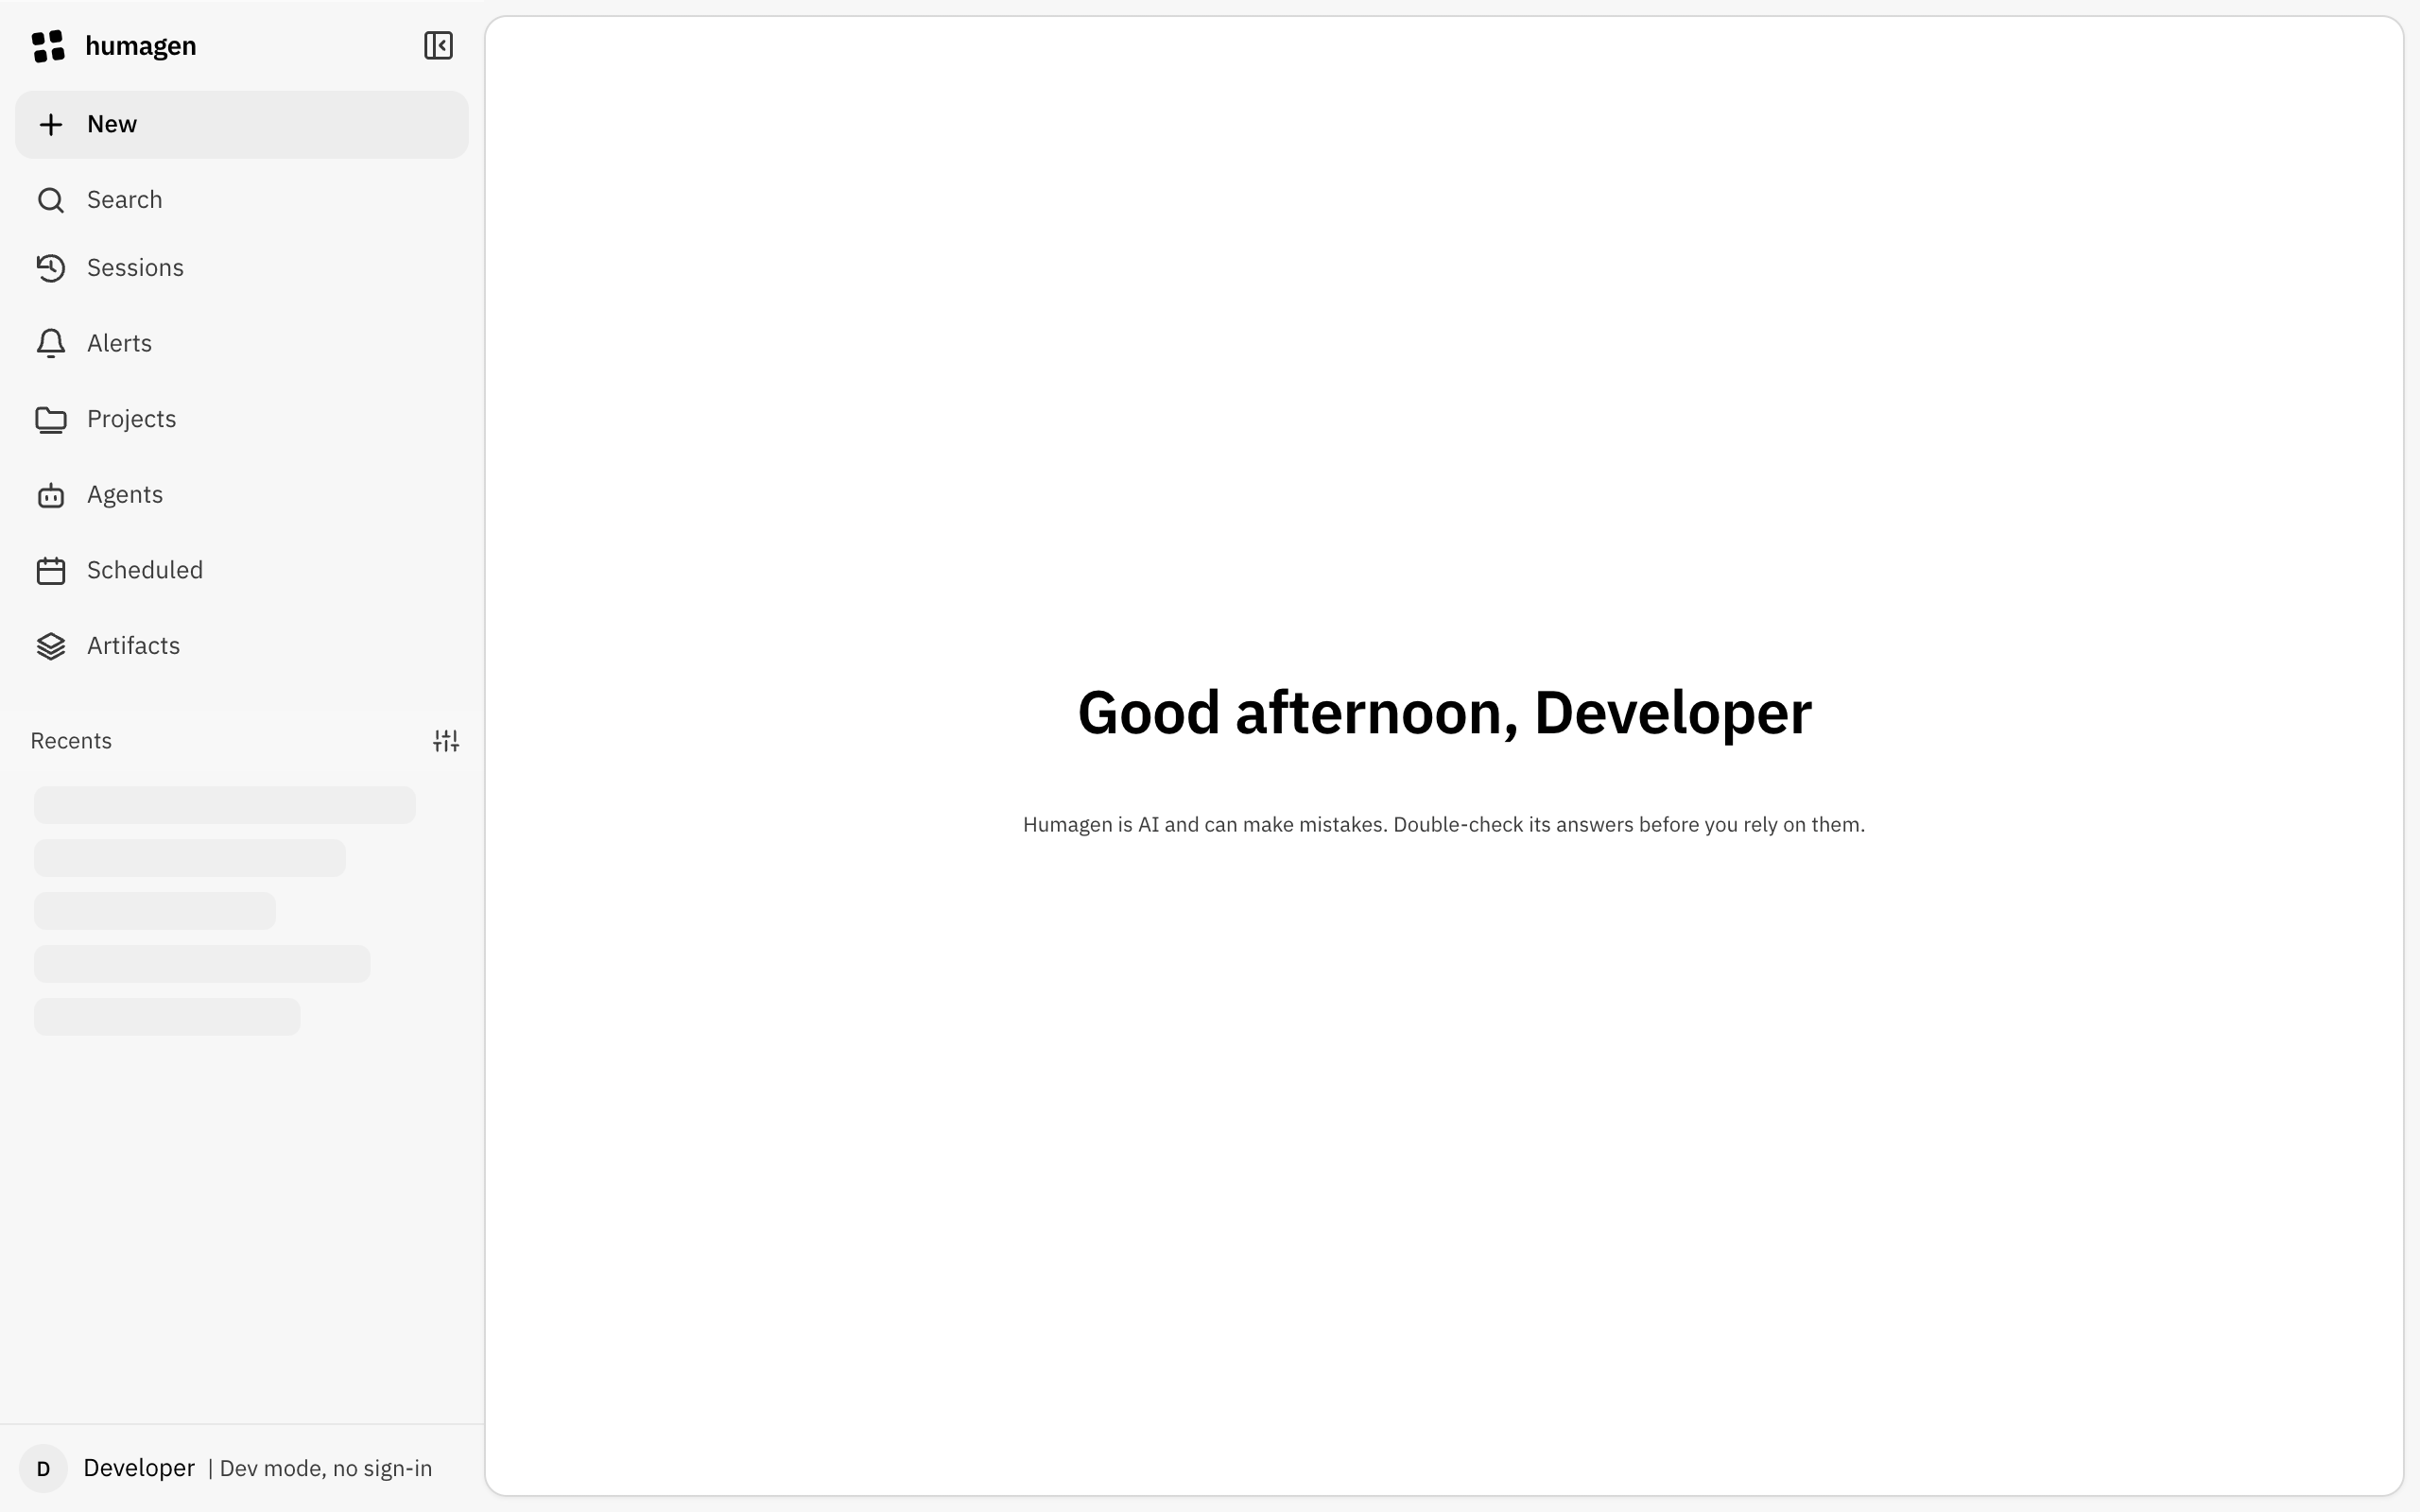 humagen
New
Search
Sessions
Alerts
Projects
Agents
Scheduled
Artifacts
Recents
D
Developer | Dev mode, no sign-in
Good afternoon, Developer
Humagen is AI and can make mistakes. Double-check its answers before you rely on them.